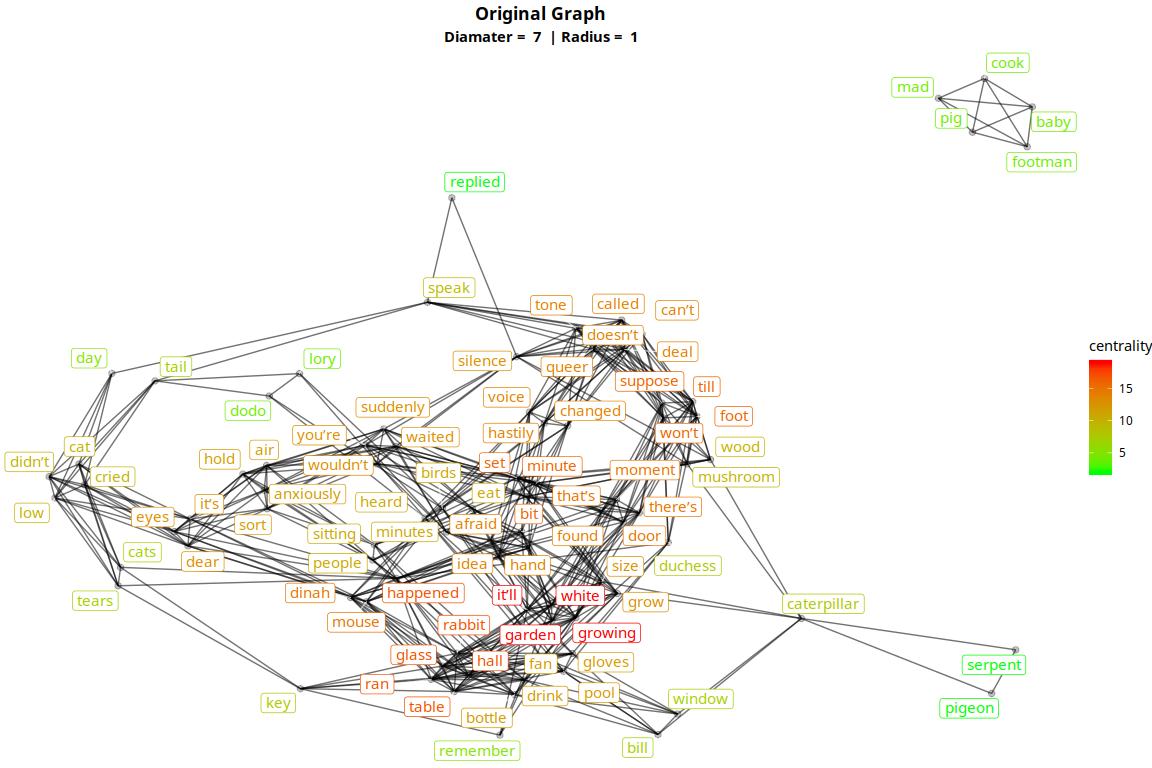 Original Graph
Diamater = 7 | Radius = 1
cook
mad
pig
baby
footman
replied
speak
tone
called
can't
doesn't
centrality
day
tail
lory
silence
queer
deal
suppose
till
15
dodo
suddenly
voice
changed
foot
10
you're
waited
hastily
won't
cat
air
wood
5
didn't
hold
wouldn't
birds
set
minute
moment
mushroom
cried
anxiously
eat
that's
low
it's
heard
bit
there's
eyes
sort
sitting
minutes
afraid
found
door
cats
dear
people
idea
hand
size
duchess
tears
dinah
happened
it'll
white
grow
caterpillar
mouse
rabbit
garden
growing
glass
hall
fan
gloves
serpent
ran
key
table
drink
pool
window
pigeon
bottle
remember
bill